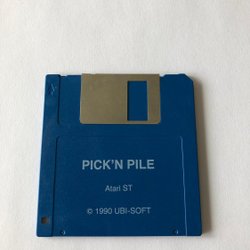 PICK'N PILE
Atari ST
© 1990 UBI-SOFT